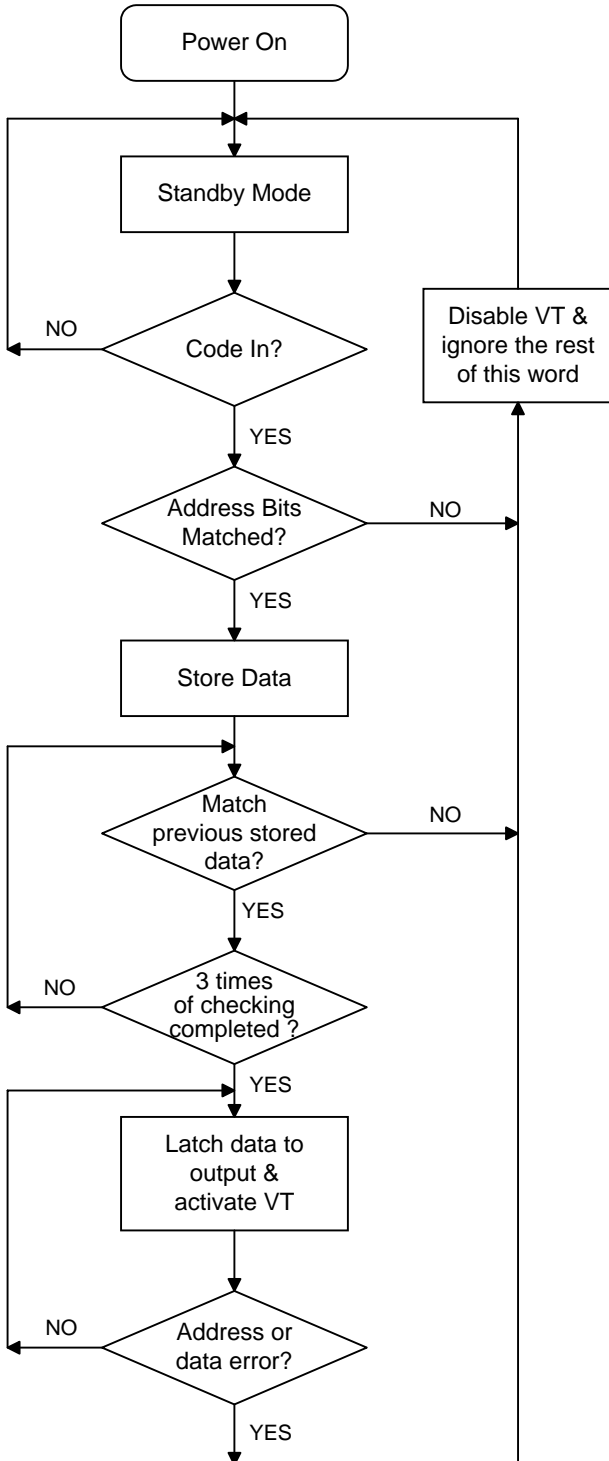 Power On
Standby Mode
Code In?
NO
YES
Disable VT &
ignore the rest
of this word
Address Bits
Matched?
NO
YES
Store Data
Match
previous stored
data?
NO
YES
3 times
of checking
completed ?
NO
YES
Latch data to
output &
activate VT
Address or
data error?
NO
YES